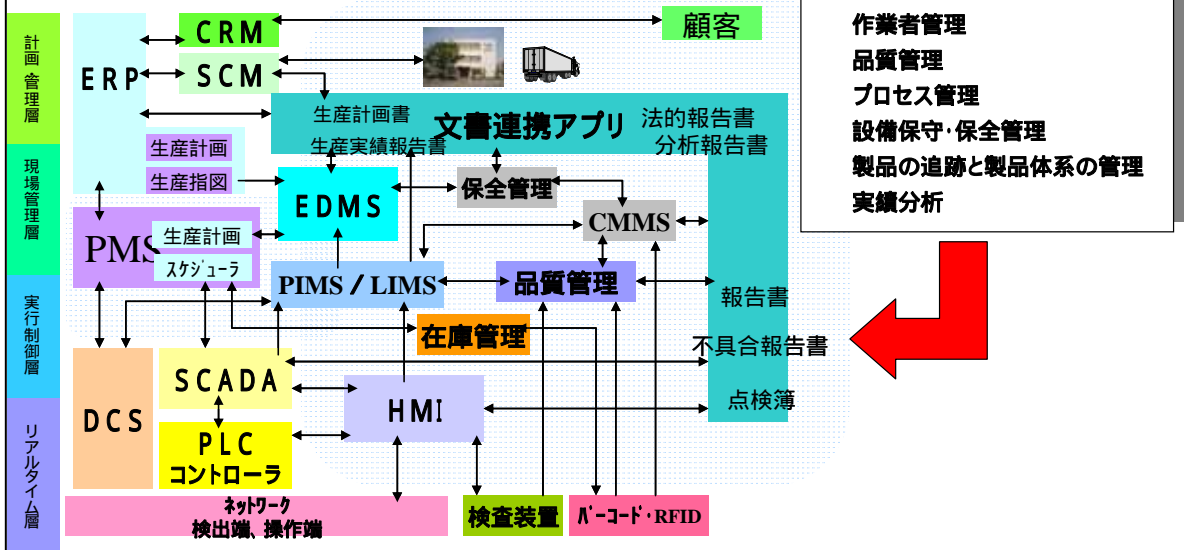 作業者管理
品質管理
プロセス管理
設備保守・保全管理
製品の追跡と製品体系の管理
実績分析
計画・管理層
現場管理層
実行制御層
リアルタイム層
CRM
顧客
ERP
SCM
生産計画書
文書連携アプリ
法的報告書
生産実績報告書
分析報告書
生産計画
生産指図
EDMS
保全管理
CMMS
PMS
生産計画
スケジューラ
PIMS / LIMS
品質管理
報告書
在庫管理
不具合報告書
SCADA
HMI
点検簿
DCS
PLC
コントローラ
ネットワーク
検出端、操作端
検査装置
バーコード・RFID